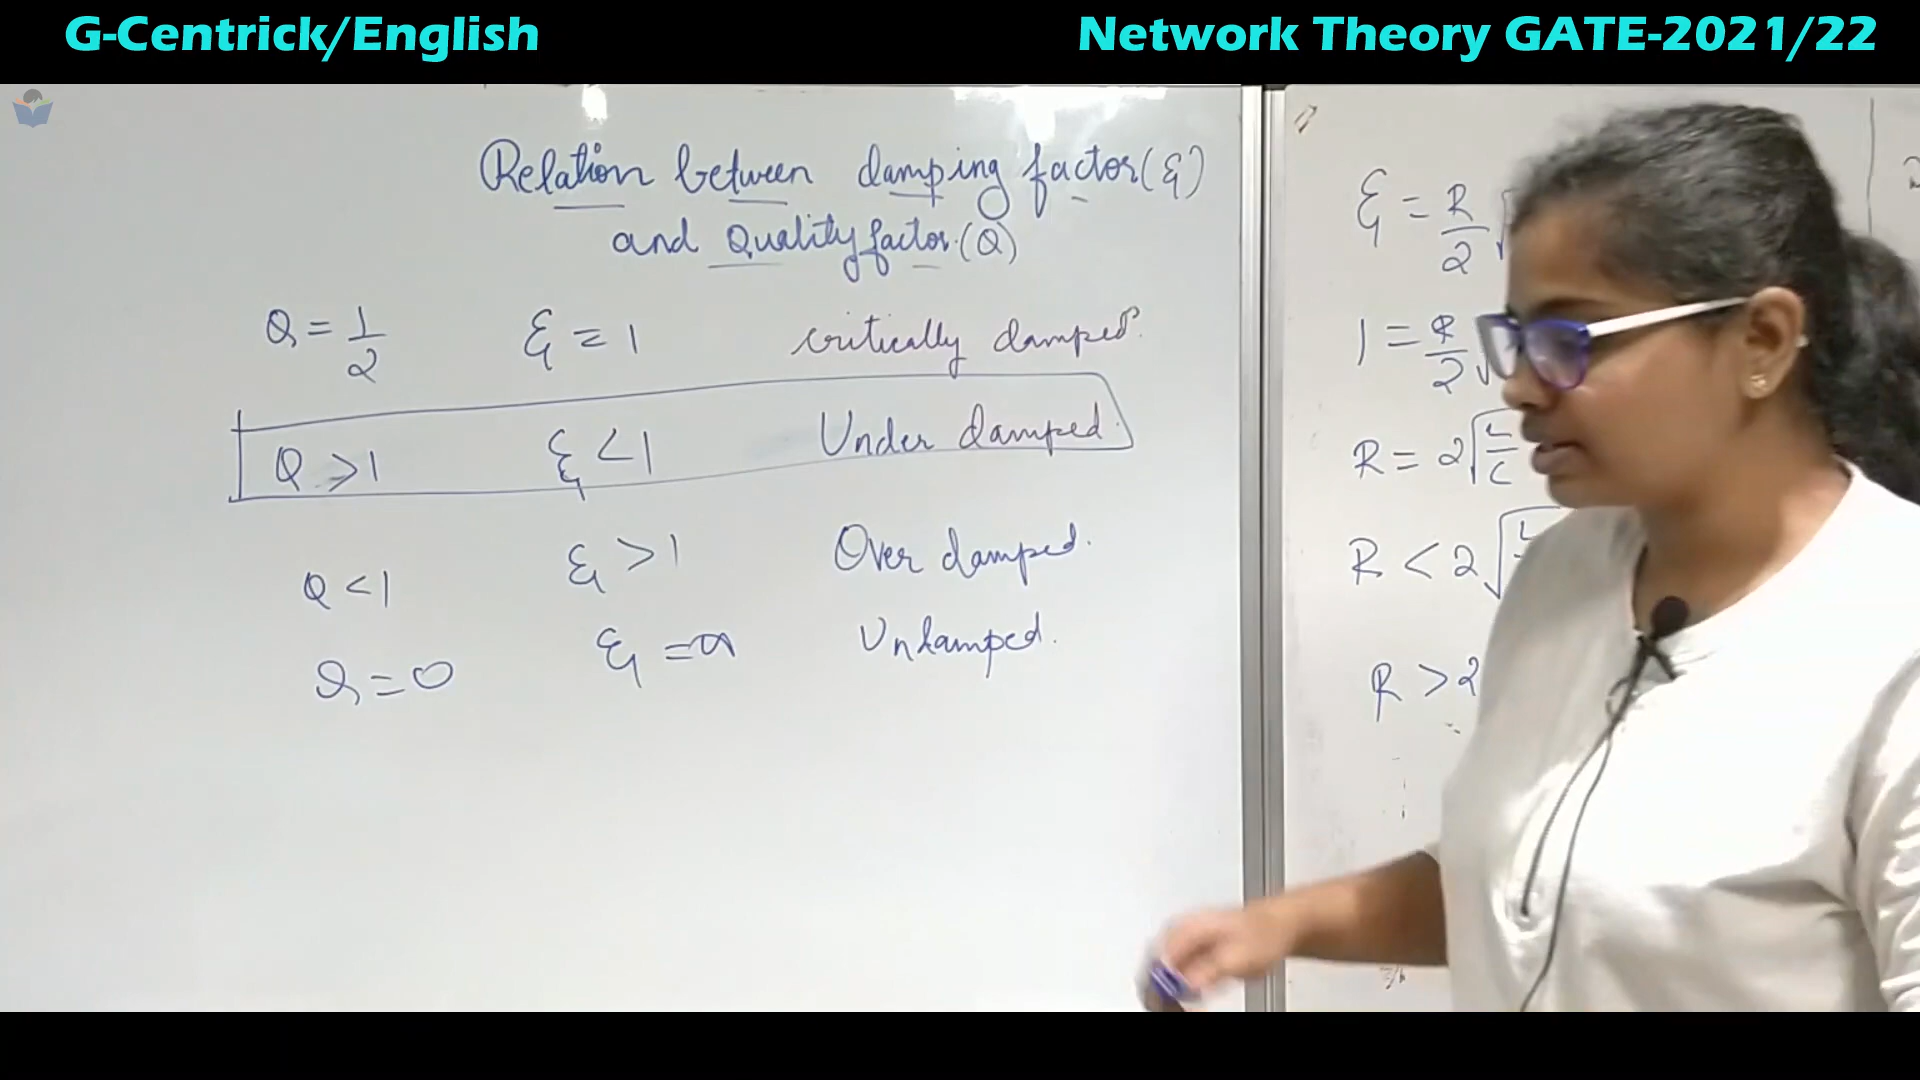 G-Centrick/English
Network Theory GATE-2021/22
Relation between damping factor (ξ)
and Quality factor (Q)
Q = 1/2 ξ = 1 critically damped.
Q > 1 ξ < 1 Under damped.
Q < 1 ξ > 1 Over damped.
Q = 0 ξ = ∞ Undamped.
ξ = R/2 √
1 = R/2 √
R = 2√L/C
R < 2√L
R > 2